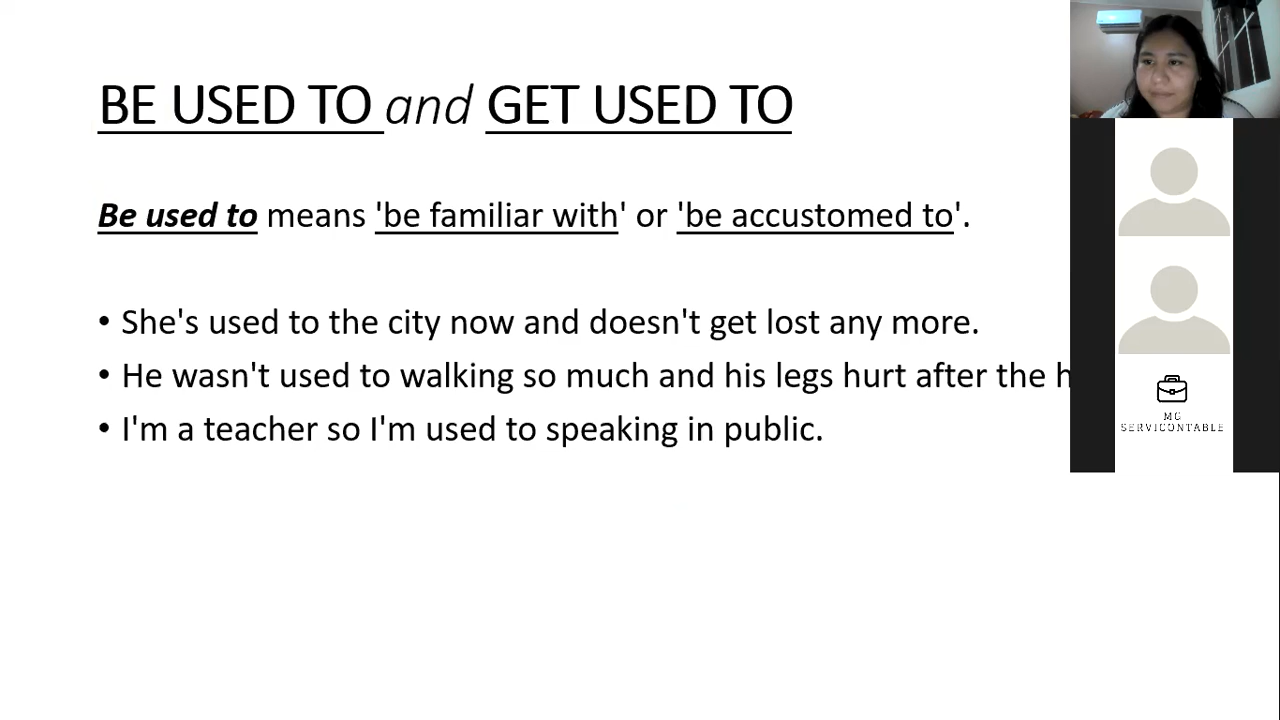 BE USED TO and GET USED TO
Be used to means 'be familiar with' or 'be accustomed to'.
• She's used to the city now and doesn't get lost any more.
• He wasn't used to walking so much and his legs hurt after the h
• I'm a teacher so I'm used to speaking in public.
MG
SERVICONTABLE